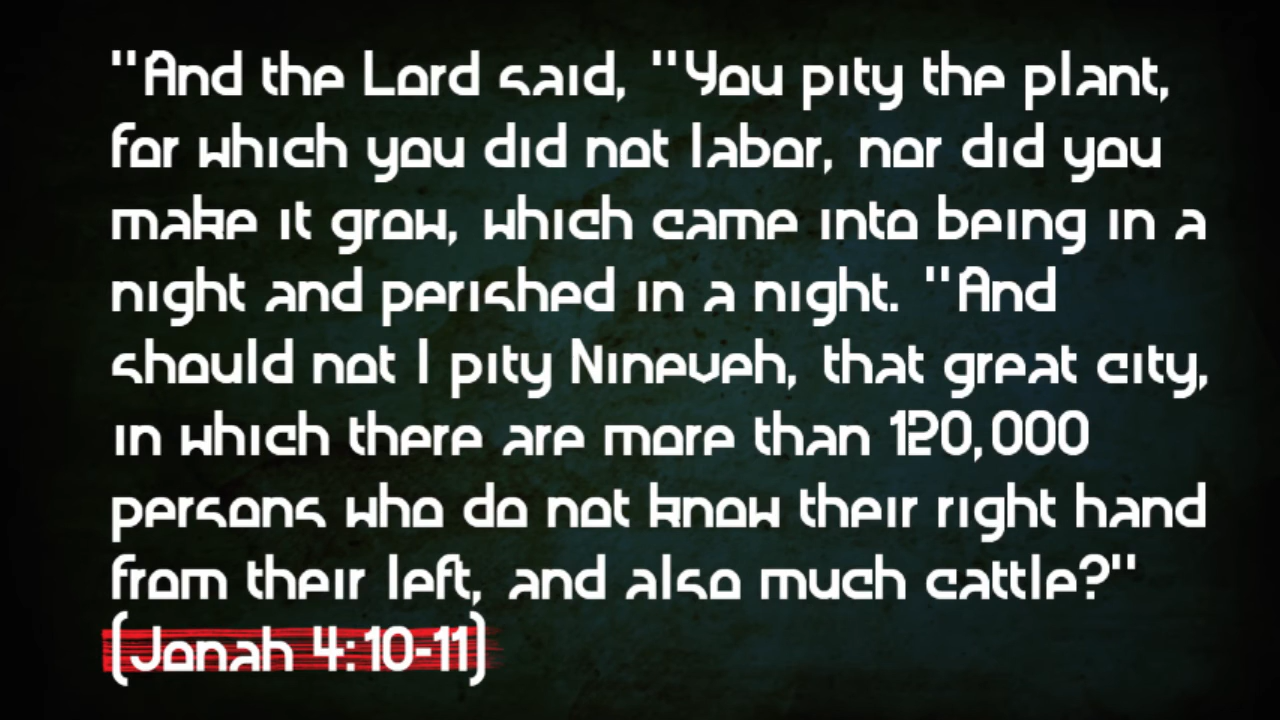 "And the Lord said, "You pity the plant,
for which you did not labor, nor did you
make it grow, which came into being in a
night and perished in a night. "And
should not I pity Nineveh, that great city,
in which there are more than 120,000
persons who do not know their right hand
from their left, and also much cattle?"
(Jonah 4:10-11)